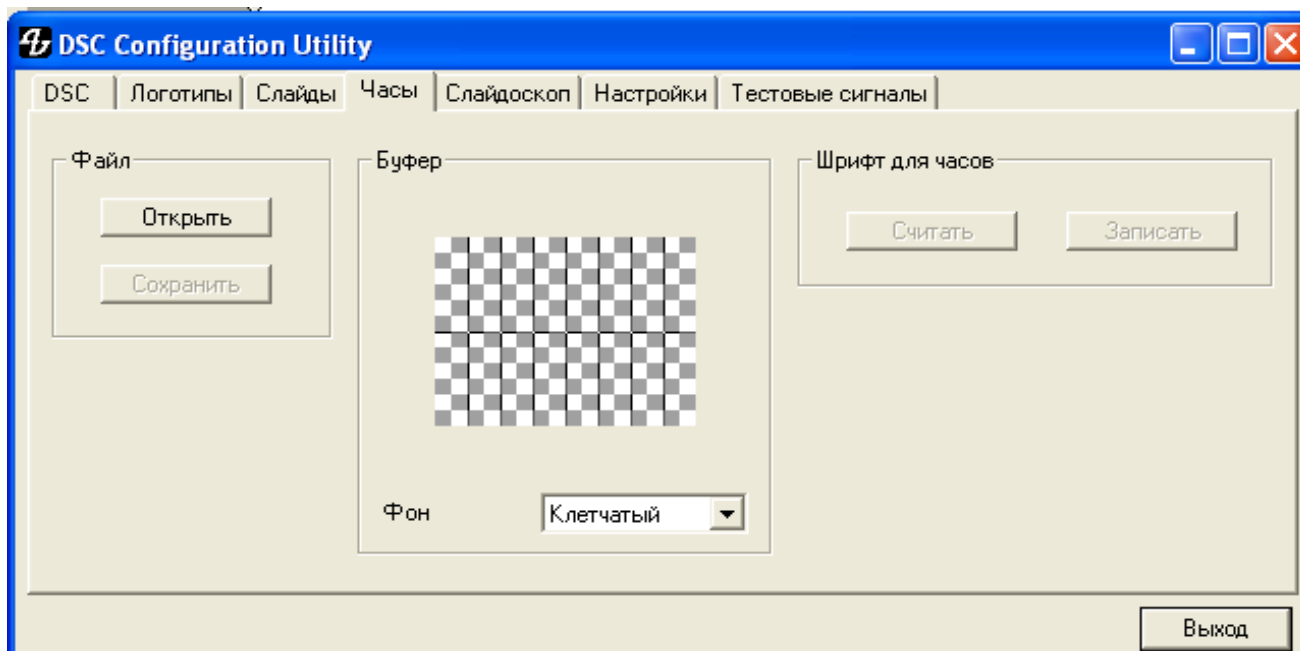 DSC Configuration Utility
DSC Логотипы Слайды Часы Слайдоскоп Настройки Тестовые сигналы
Файл
Открыть
Сохранить
Буфер
Фон Клетчатый
Шрифт для часов
Считать Записать
Выход